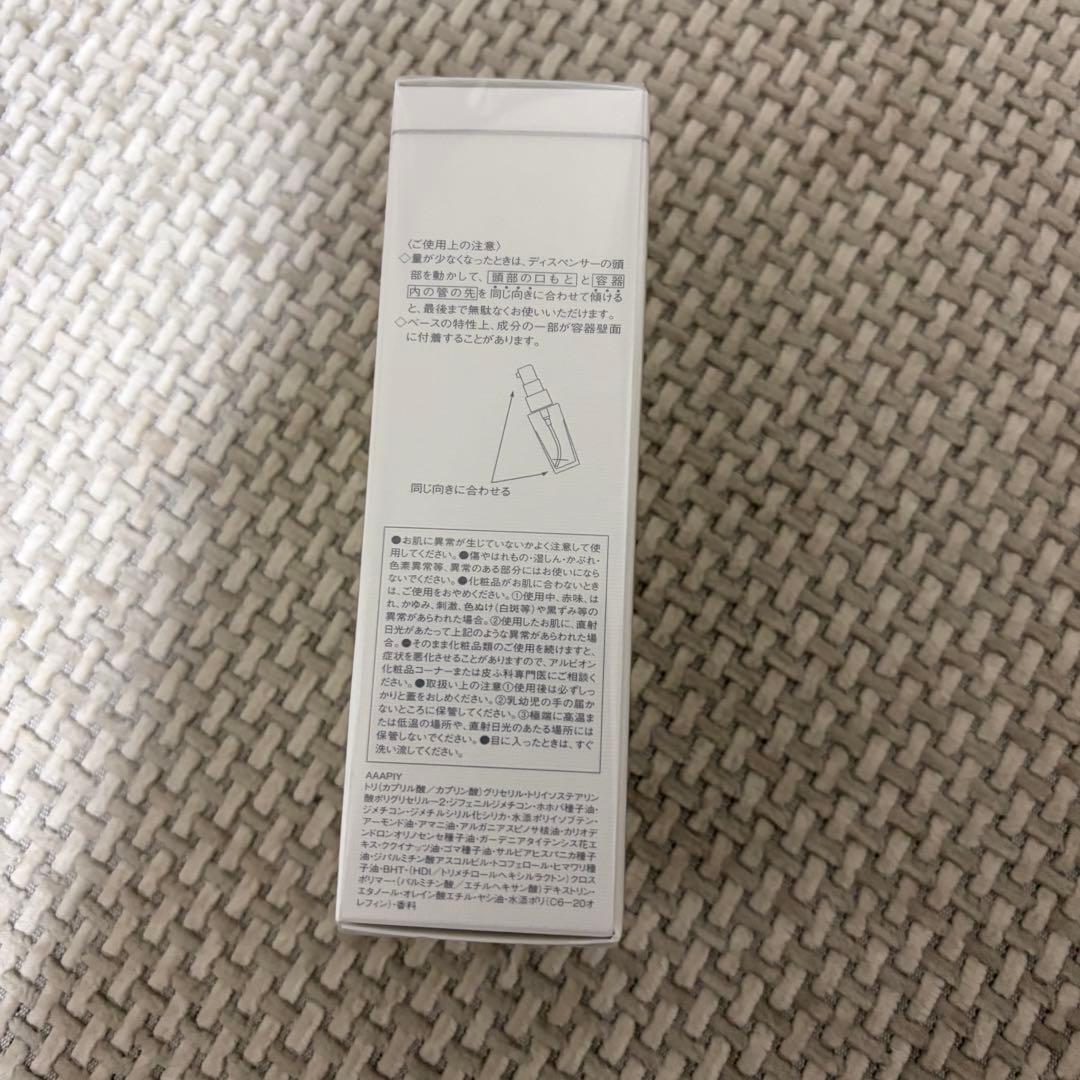 〈ご使用上の注意〉
◇量が少なくなったときは、ディスペンサーの頭
部を動かして、頭部の口もとと容器
内の管の先を同じ向きに合わせて傾ける
と、最後まで無駄なくお使いいただけます。
◇ベースの特性上、成分の一部が容器壁面
に付着することがあります。
同じ向きに合わせる
●お肌に異常が生じていないかよく注意して使
用してください。●傷やはれもの・湿しん・かぶれ・
色素異常等、異常のある部分にはお使いになら
ないでください。●化粧品がお肌に合わないとき
は、ご使用をおやめください。①使用中、赤味、は
れ、かゆみ、刺激、色ぬけ(白斑等)や黒ずみ等の
異常があらわれた場合。②使用したお肌に、直射
日光があたって上記のような異常があらわれた場
合。●そのまま化粧品類のご使用を続けますと、
症状を悪化させることがありますので、アルビオン
化粧品コーナーまたは皮ふ科専門医にご相談く
ださい。●取扱い上の注意①使用後は必ずしっ
かりと蓋をおしめください。②乳幼児の手の届か
ないところに保管してください。③極端に高温ま
たは低温の場所や、直射日光のあたる場所には
保管しないでください。●目に入ったときは、すぐ
洗い流してください。
AAAPIY
トリ(カプリル酸/カプリン酸)グリセリル・トリイソステアリン
酸ポリグリセリル-2・ジフェニルジメチコン・ホホバ種子油・
ジメチコン・ジメチルシリル化シリカ・水添ポリイソブテン・
アーモンド油・アマニ油・アルガニアスピノサ核油・カリオデ
ンドロンオリノセンセ種子油・ガーデニアタイテンシス花エ
キス・ククイナッツ油・ゴマ種子油・サルビアヒスパニカ種子
油・ジパルミチン酸アスコルビル・トコフェロール・ヒマワリ種
子油・BHT・(HDI/トリメチロールヘキシルラクトン)クロス
ポリマー・(パルミチン酸/エチルヘキサン酸)デキストリン・
エタノール・オレイン酸エチル・ヤシ油・水添ポリ(C6-20オ
レフィン)・香料